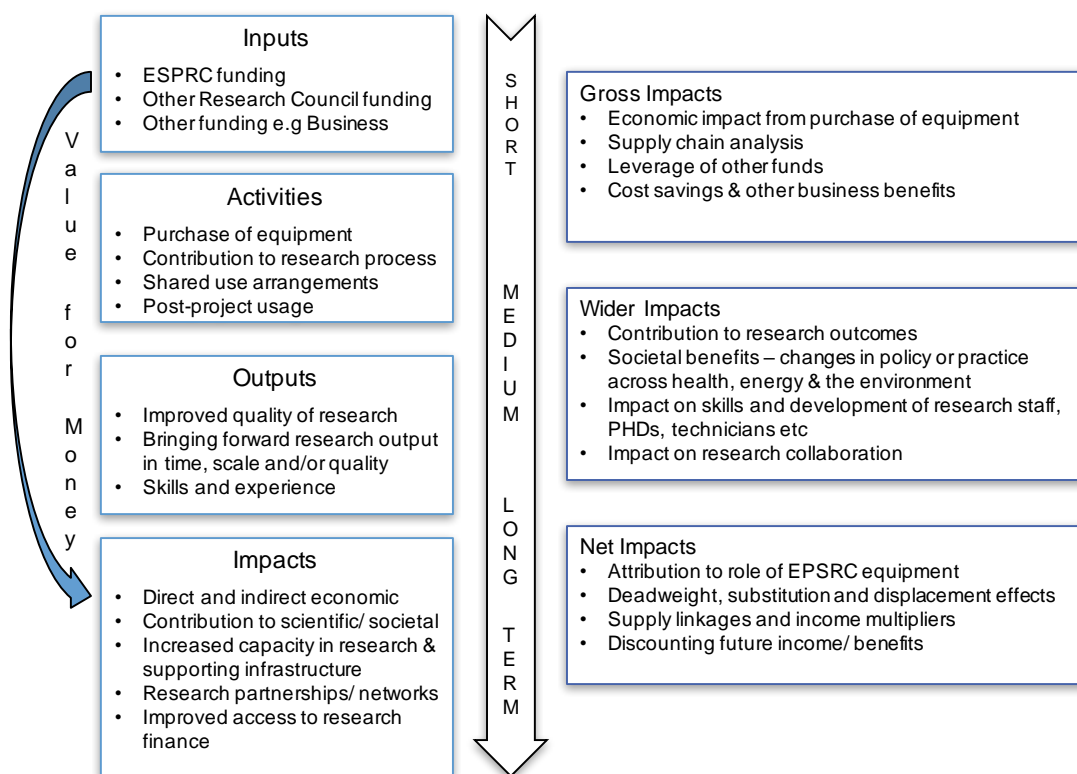 Inputs
• ESPRC funding
• Other Research Council funding
• Other funding e.g Business
Activities
• Purchase of equipment
• Contribution to research process
• Shared use arrangements
• Post-project usage
Outputs
• Improved quality of research
• Bringing forward research output
in time, scale and/or quality
• Skills and experience
Impacts
• Direct and indirect economic
• Contribution to scientific/ societal
• Increased capacity in research &
supporting infrastructure
• Research partnerships/ networks
• Improved access to research
finance
Value for Money
SHORT MEDIUM LONG TERM
Gross Impacts
• Economic impact from purchase of equipment
• Supply chain analysis
• Leverage of other funds
• Cost savings & other business benefits
Wider Impacts
• Contribution to research outcomes
• Societal benefits – changes in policy or practice
across health, energy & the environment
• Impact on skills and development of research staff,
PHDs, technicians etc
• Impact on research collaboration
Net Impacts
• Attribution to role of EPSRC equipment
• Deadweight, substitution and displacement effects
• Supply linkages and income multipliers
• Discounting future income/ benefits